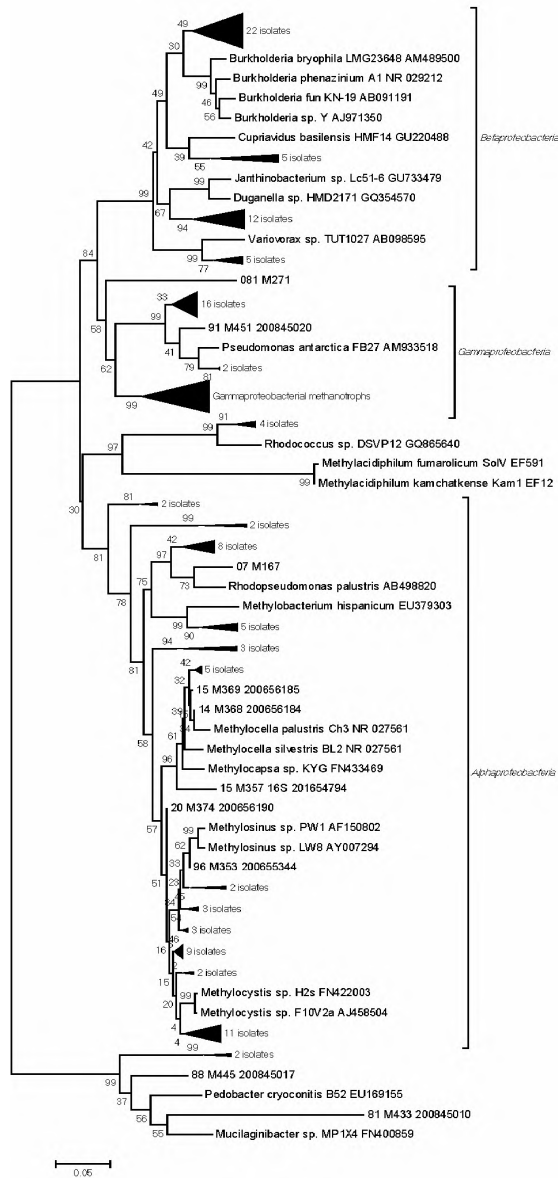 49
22 isolates
30
Burkholderia bryophila LMG23648 AM489500
99
Burkholderia phenazinium A1 NR 029212
49
46
Burkholderia fun KN-19 AB091191
56
Burkholderia sp. Y AJ971350
42
Cupriavidus basilensis HMF14 GU220488
39
55
5 isolates
Betaproteobacteria
99
Janthinobacterium sp. Lc51-6 GU733479
99
Duganella sp. HMD2171 GQ354570
67
94
12 isolates
Variovorax sp. TUT1027 AB098595
99
77
5 isolates
84
081 M271
58
33
16 isolates
99
91 M451 200845020
41
Pseudomonas antarctica FB27 AM933518
79
2 isolates
81
62
Gammaproteobacteria
99
Gammaproteobacterial methanotrophs
91
4 isolates
99
Rhodococcus sp. DSVP12 GQ865640
97
Methylacidiphilum fumarolicum SolV EF591
99
Methylacidiphilum kamchatkense Kam1 EF12
30
81
2 isolates
99
2 isolates
81
42
8 isolates
97
07 M167
75
73
Rhodopseudomonas palustris AB498820
78
Methylobacterium hispanicum EU379303
99
90
5 isolates
81
94
3 isolates
42
5 isolates
32
15 M369 200656185
39
14 M368 200656184
34
Methylocella palustris Ch3 NR 027561
58
61
Methylocella silvestris BL2 NR 027561
96
Methylocapsa sp. KYG FN433469
15 M357 16S 201654794
Alphaproteobacteria
20 M374 200656190
57
99
Methylosinus sp. PW1 AF150802
62
Methylosinus sp. LW8 AY007294
33
96 M353 200655344
51
23
2 isolates
45
84
3 isolates
54
3 isolates
46
16
9 isolates
2
2 isolates
15
99
Methylocystis sp. H2s FN422003
20
Methylocystis sp. F10V2a AJ458504
4
11 isolates
4
99
2 isolates
99
88 M445 200845017
37
Pedobacter cryoconitis B52 EU169155
56
81 M433 200845010
55
Mucilaginibacter sp. MP1X4 FN400859
0.05